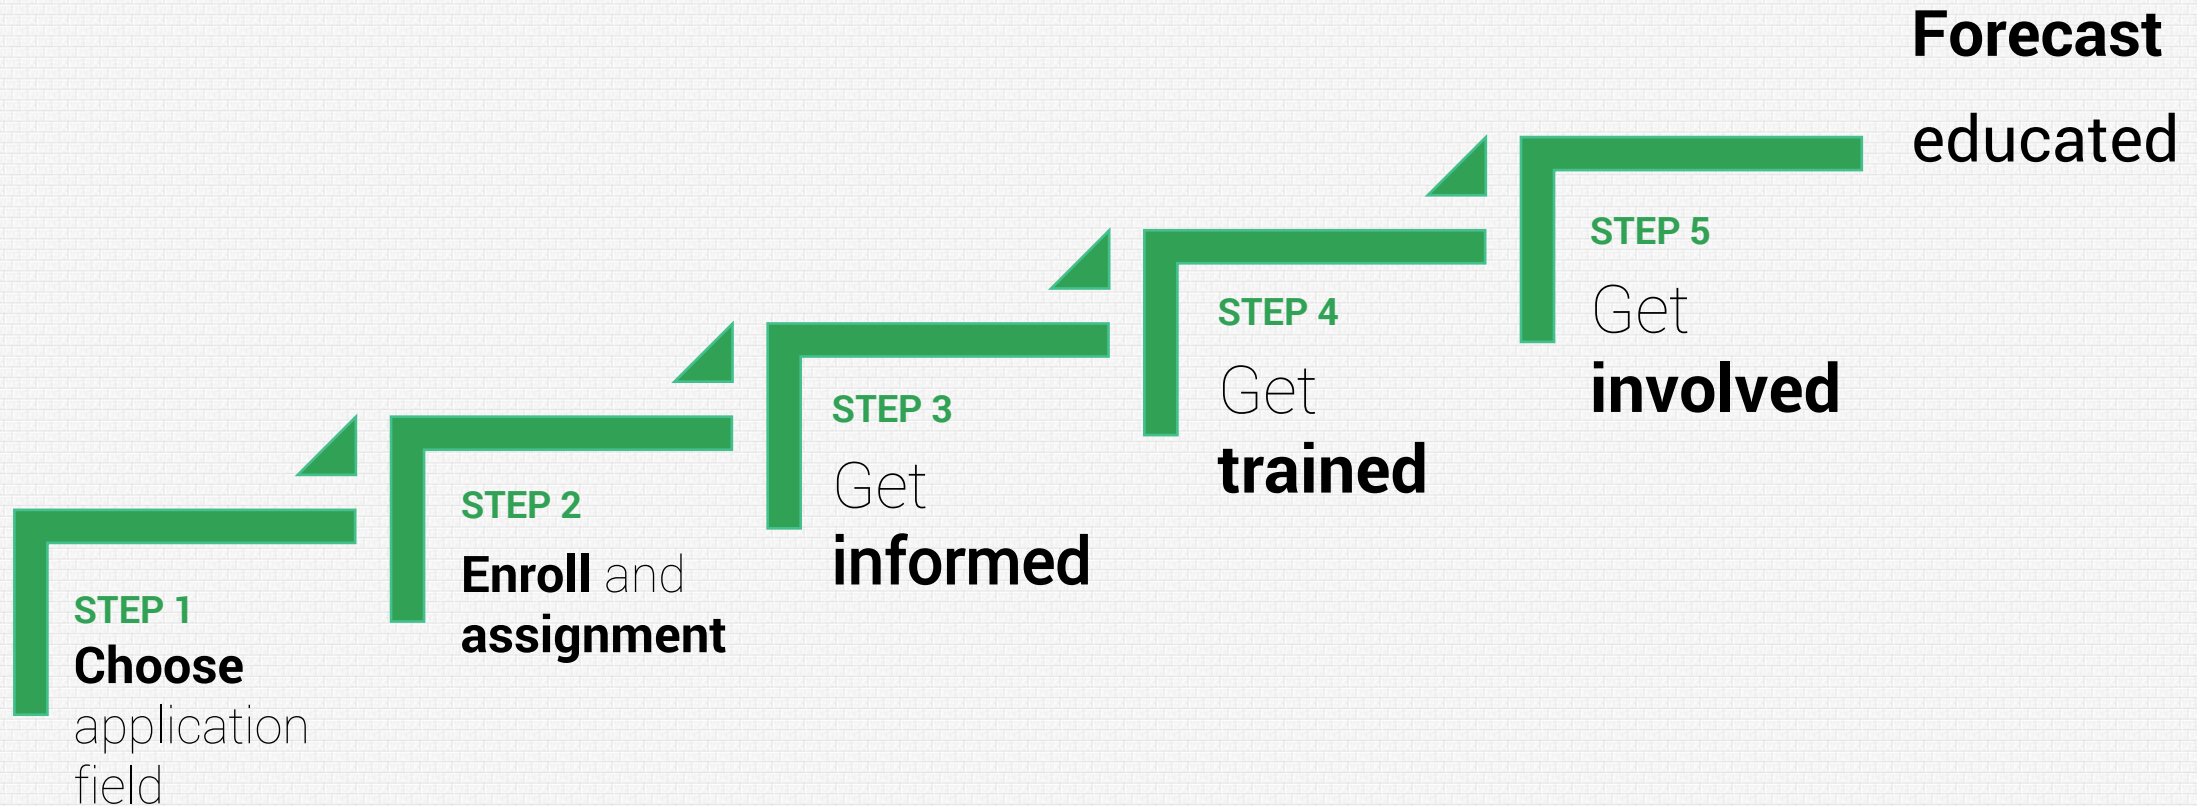 STEP 1
Choose
application
field
STEP 2
Enroll and
assignment
STEP 3
Get
informed
STEP 4
Get
trained
STEP 5
Get
involved
Forecast
educated